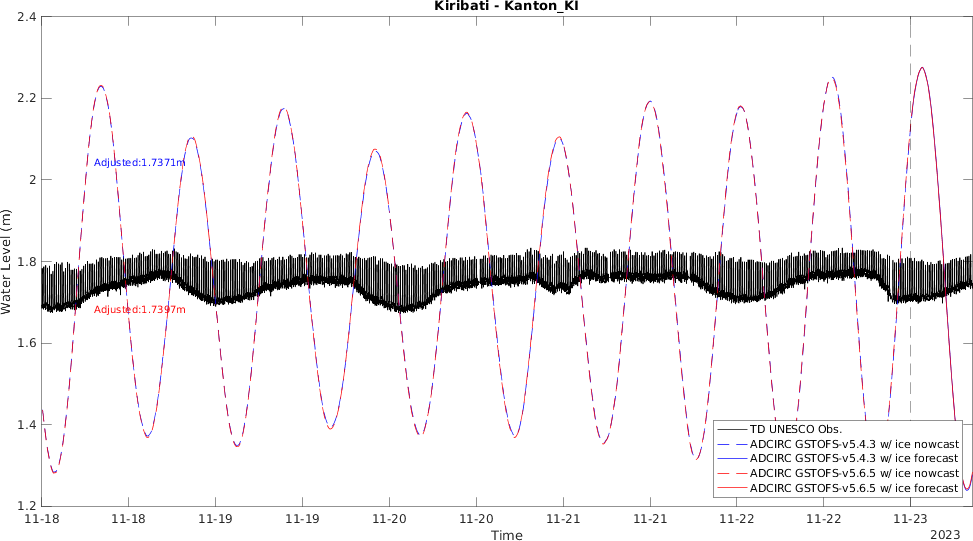 Kiribati - Kanton_KI
2.4
2.2
2
1.8
1.6
1.4
1.2
Water Level (m)
Adjusted:1.7371m
Adjusted:1.7397m
TD UNESCO Obs.
ADCIRC GSTOFS-v5.4.3 w/ ice nowcast
ADCIRC GSTOFS-v5.4.3 w/ ice forecast
ADCIRC GSTOFS-v5.6.5 w/ ice nowcast
ADCIRC GSTOFS-v5.6.5 w/ ice forecast
11-18 11-18 11-19 11-19 11-20 11-20 11-21 11-21 11-22 11-22 11-23
Time
2023